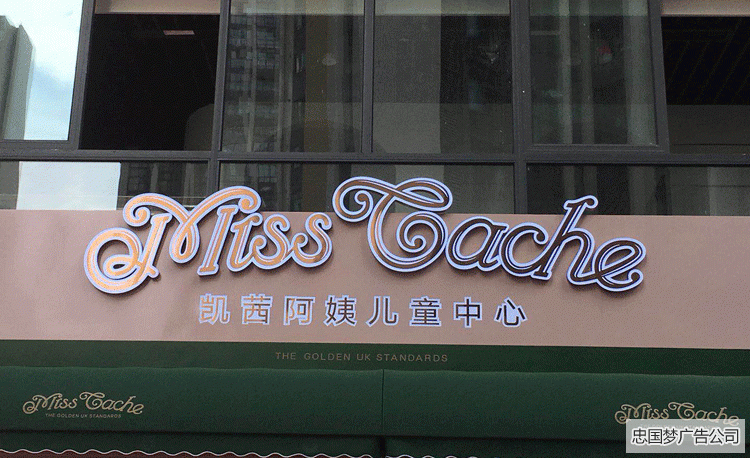 Miss Cache
凯茜阿姨儿童中心
THE GOLDEN UK STANDARDS
Miss Cache
THE GOLDEN UK STANDARDS
Miss Cache
忠国梦广告公司